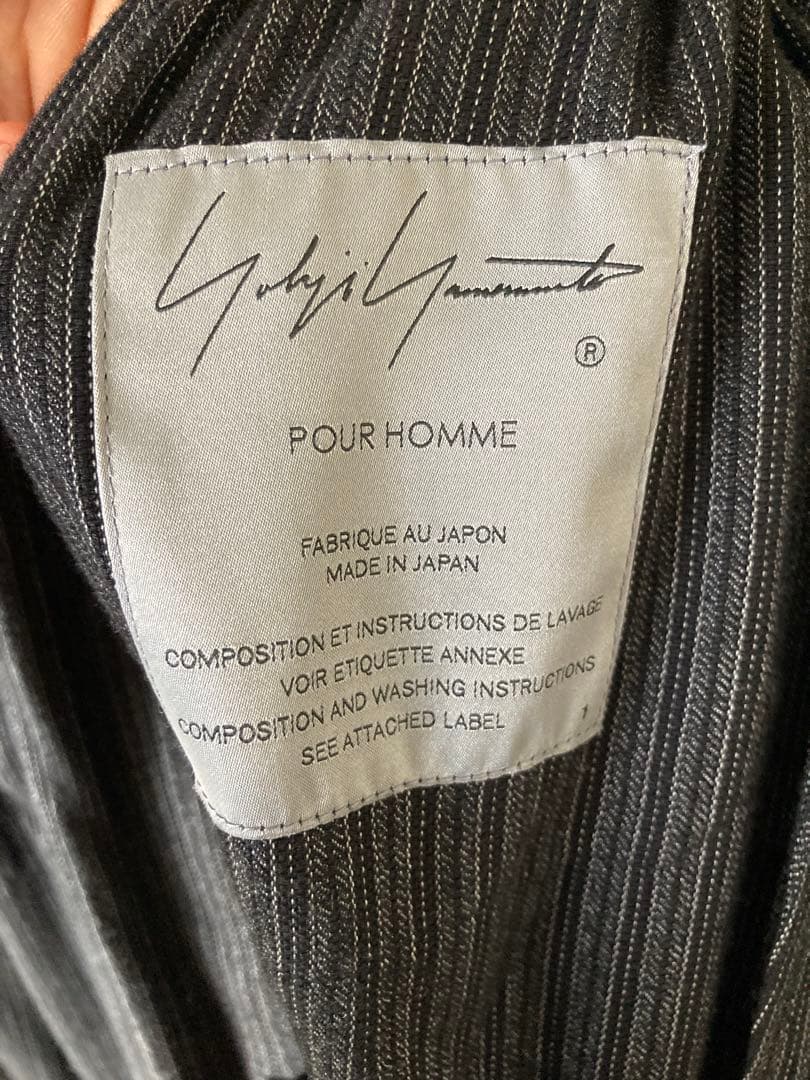 Yohji Yamamoto
®
POUR HOMME
FABRIQUE AU JAPON
MADE IN JAPAN
COMPOSITION ET INSTRUCTIONS DE LAVAGE
VOIR ETIQUETTE ANNEXE
COMPOSITION AND WASHING INSTRUCTIONS
SEE ATTACHED LABEL
1